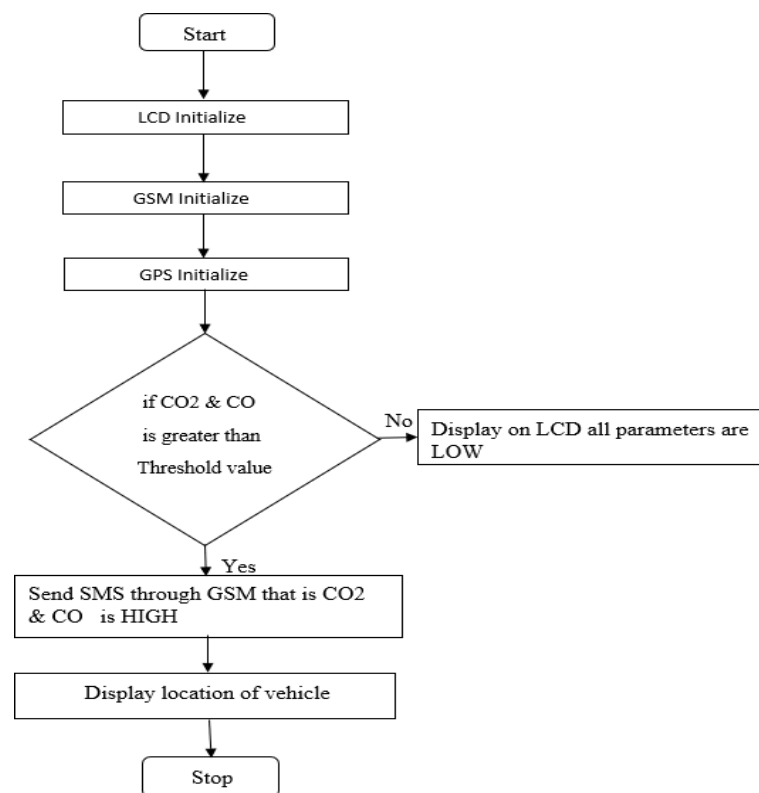 Start
LCD Initialize
GSM Initialize
GPS Initialize
if CO2 & CO
is greater than
Threshold value
No
Display on LCD all parameters are
LOW
Yes
Send SMS through GSM that is CO2
& CO is HIGH
Display location of vehicle
Stop